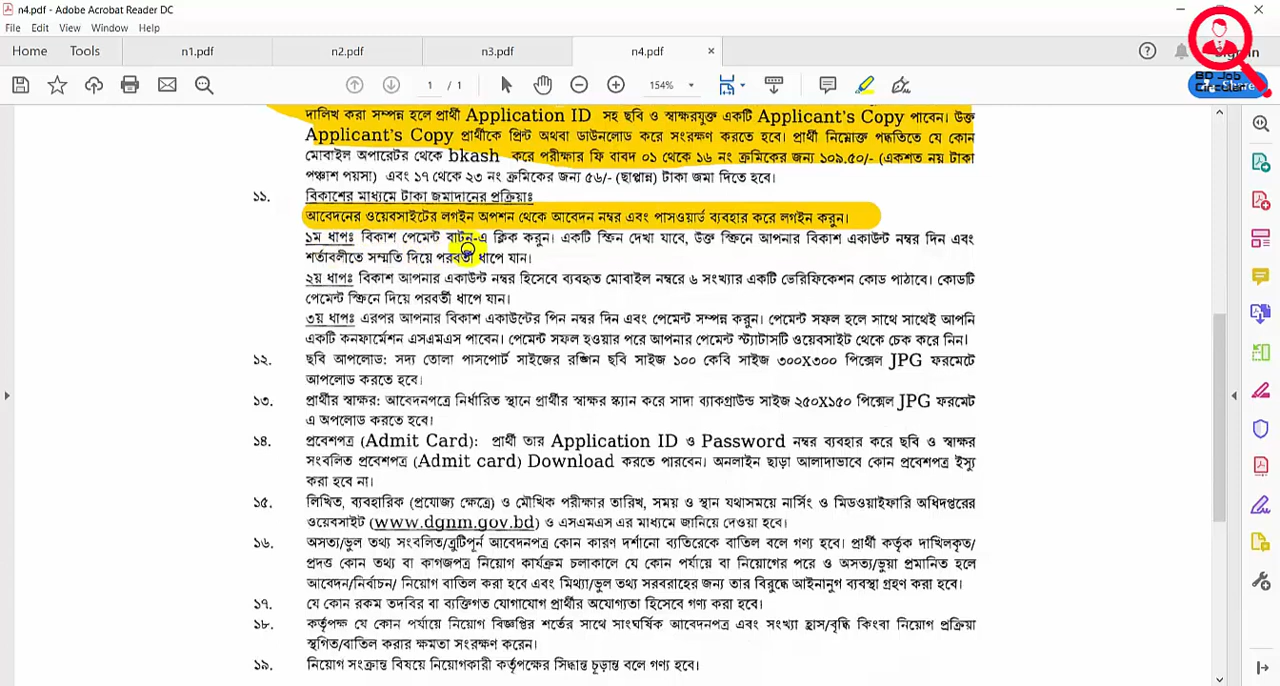 n4.pdf - Adobe Acrobat Reader DC
File Edit View Window Help
Home Tools n1.pdf n2.pdf n3.pdf n4.pdf
1 / 1 154%
BD Job
Circular
দালিখ করা সম্পন্ন হলে প্রার্থী Application ID সহ ছবি ও স্বাক্ষরযুক্ত একটি Applicant's Copy পাবেন। উক্ত
Applicant's Copy প্রার্থীকে প্রিন্ট অথবা ডাউনলোড করে সংরক্ষণ করতে হবে। প্রার্থী নিম্নোক্ত পদ্ধতিতে যে কোন
মোবাইল অপারেটর থেকে bkash করে পরীক্ষার ফি বাবদ ০১ থেকে ১৬ নং ক্রমিকের জন্য ১০৯.৫০/- (একশত নয় টাকা
পঞ্চাশ পয়সা) এবং ১৭ থেকে ২৩ নং ক্রমিকের জন্য ৫৬/- (ছাপ্পান্ন) টাকা জমা দিতে হবে।
১১. বিকাশের মাধ্যমে টাকা জমাদানের প্রক্রিয়াঃ
আবেদনের ওয়েবসাইটের লগইন অপশন থেকে আবেদন নম্বর এবং পাসওয়ার্ড ব্যবহার করে লগইন করুন।
১ম ধাপঃ বিকাশ পেমেন্ট বাটন-এ ক্লিক করুন। একটি স্ক্রিন দেখা যাবে, উক্ত স্ক্রিনে আপনার বিকাশ একাউন্ট নম্বর দিন এবং
শর্তাবলীতে সম্মতি দিয়ে পরবর্তী ধাপে যান।
২য় ধাপঃ বিকাশ আপনার একাউন্ট নম্বর হিসেবে ব্যবহৃত মোবাইল নম্বরে ৬ সংখ্যার একটি ভেরিফিকেশন কোড পাঠাবে। কোডটি
পেমেন্ট স্ক্রিনে দিয়ে পরবর্তী ধাপে যান।
৩য় ধাপঃ এরপর আপনার বিকাশ একাউন্টের পিন নম্বর দিন এবং পেমেন্ট সম্পন্ন করুন। পেমেন্ট সফল হলে সাথে সাথেই আপনি
একটি কনফার্মেশন এসএমএস পাবেন। পেমেন্ট সফল হওয়ার পরে আপনার পেমেন্ট স্ট্যাটাসটি ওয়েবসাইট থেকে চেক করে নিন।
১২. ছবি আপলোড: সদ্য তোলা পাসপোর্ট সাইজের রঙ্গিন ছবি সাইজ ১০০ কেবি সাইজ ৩০০X৩০০ পিক্সেল JPG ফরমেটে
আপলোড করতে হবে।
১৩. প্রার্থীর স্বাক্ষর: আবেদনপত্রে নির্ধারিত স্থানে প্রার্থীর স্বাক্ষর স্ক্যান করে সাদা ব্যাকগ্রাউন্ড সাইজ ২৫০X১৫০ পিক্সেল JPG ফরমেট
এ অপলোড করতে হবে।
১৪. প্রবেশপত্র (Admit Card): প্রার্থী তার Application ID ও Password নম্বর ব্যবহার করে ছবি ও স্বাক্ষর
সংবলিত প্রবেশপত্র (Admit card) Download করতে পারবেন। অনলাইন ছাড়া আলাদাভাবে কোন প্রবেশপত্র ইস্যু
করা হবে না।
১৫. লিখিত, ব্যবহারিক (প্রযোজ্য ক্ষেত্রে) ও মৌখিক পরীক্ষার তারিখ, সময় ও স্থান যথাসময়ে নার্সিং ও মিডওয়াইফারি অধিদপ্তরের
ওয়েবসাইট (www.dgnm.gov.bd) ও এসএমএস এর মাধ্যমে জানিয়ে দেওয়া হবে।
১৬. অসত্য/ভুল তথ্য সংবলিত/ত্রুটিপূর্ন আবেদনপত্র কোন কারণ দর্শানো ব্যতিরেকে বাতিল বলে গণ্য হবে। প্রার্থী কর্তৃক দাখিলকৃত/
প্রদত্ত কোন তথ্য বা কাগজপত্র নিয়োগ কার্যক্রম চলাকালে যে কোন পর্যায়ে বা নিয়োগের পরে ও অসত্য/ভুয়া প্রমানিত হলে
আবেদন/নির্বাচন/ নিয়োগ বাতিল করা হবে এবং মিথ্যা/ভুল তথ্য সরবরাহের জন্য তার বিরুদ্ধে আইনানুগ ব্যবস্থা গ্রহণ করা হবে।
১৭. যে কোন রকম তদবির বা ব্যক্তিগত যোগাযোগ প্রার্থীর অযোগ্যতা হিসেবে গণ্য করা হবে।
১৮. কর্তৃপক্ষ যে কোন পর্যায়ে নিয়োগ বিজ্ঞপ্তির শর্তের সাথে সাংঘর্ষিক আবেদনপত্র এবং সংখ্যা হ্রাস/বৃদ্ধি কিংবা নিয়োগ প্রক্রিয়া
স্থগিত/বাতিল করার ক্ষমতা সংরক্ষণ করেন।
১৯. নিয়োগ সংক্রান্ত বিষয়ে নিয়োগকারী কর্তৃপক্ষের সিদ্ধান্ত চূড়ান্ত বলে গণ্য হবে।